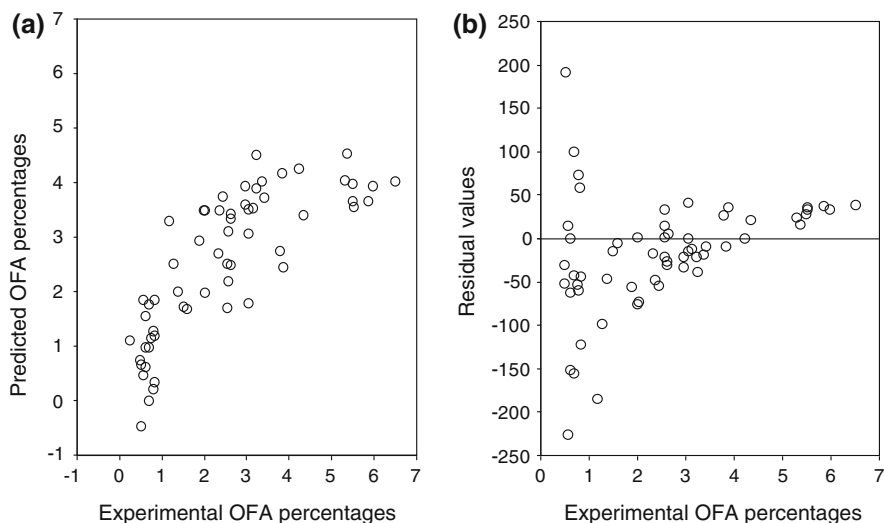 (a)
7
6
5
4
3
2
1
0
-1
-1 0 1 2 3 4 5 6 7
Predicted OFA percentages
Experimental OFA percentages
(b)
250
200
150
100
50
0
-50
-100
-150
-200
-250
0 1 2 3 4 5 6 7
Residual values
Experimental OFA percentages